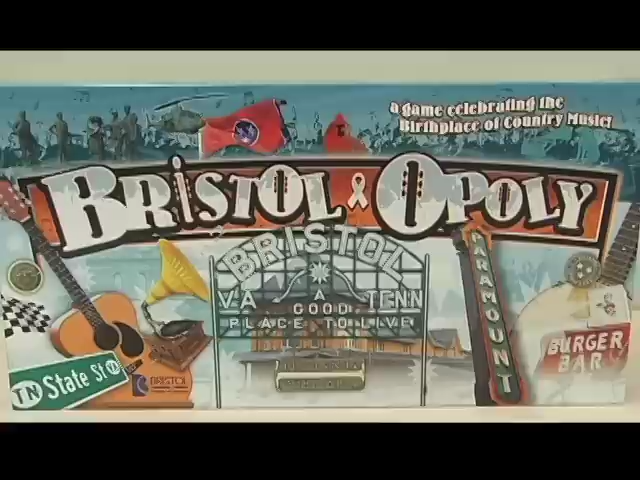 a game celebrating the
Birthplace of Country Music!
BRISTOL OPOLY
BRISTOL
VA A TENN
GOOD
PLACE TO LIVE
PARAMOUNT
BURGER
BAR
TN State St VA
BRISTOL